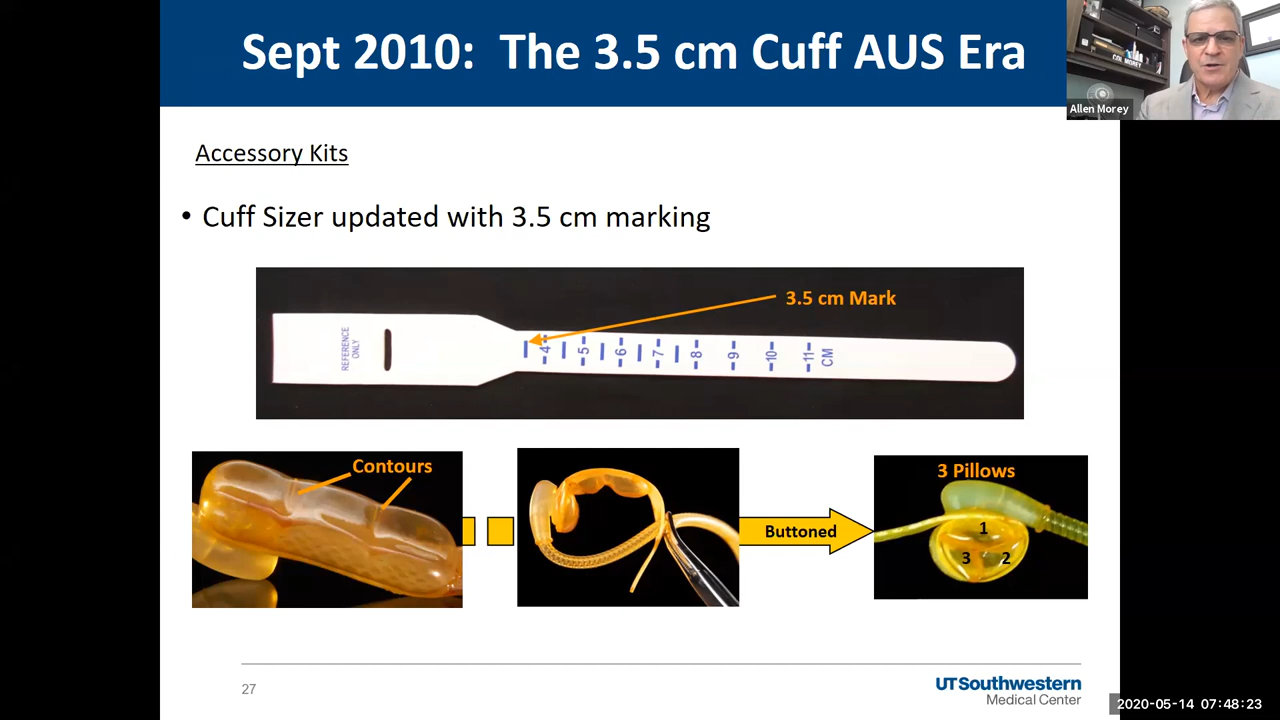 Sept 2010: The 3.5 cm Cuff AUS Era
COL MOREY
Allen Morey
Accessory Kits
• Cuff Sizer updated with 3.5 cm marking
3.5 cm Mark
REFERENCE
ONLY
4 5 6 7 8 9 10 11 CM
Contours
Buttoned
3 Pillows
1
3 2
27
UTSouthwestern
Medical Center
2020-05-14 07:48:23